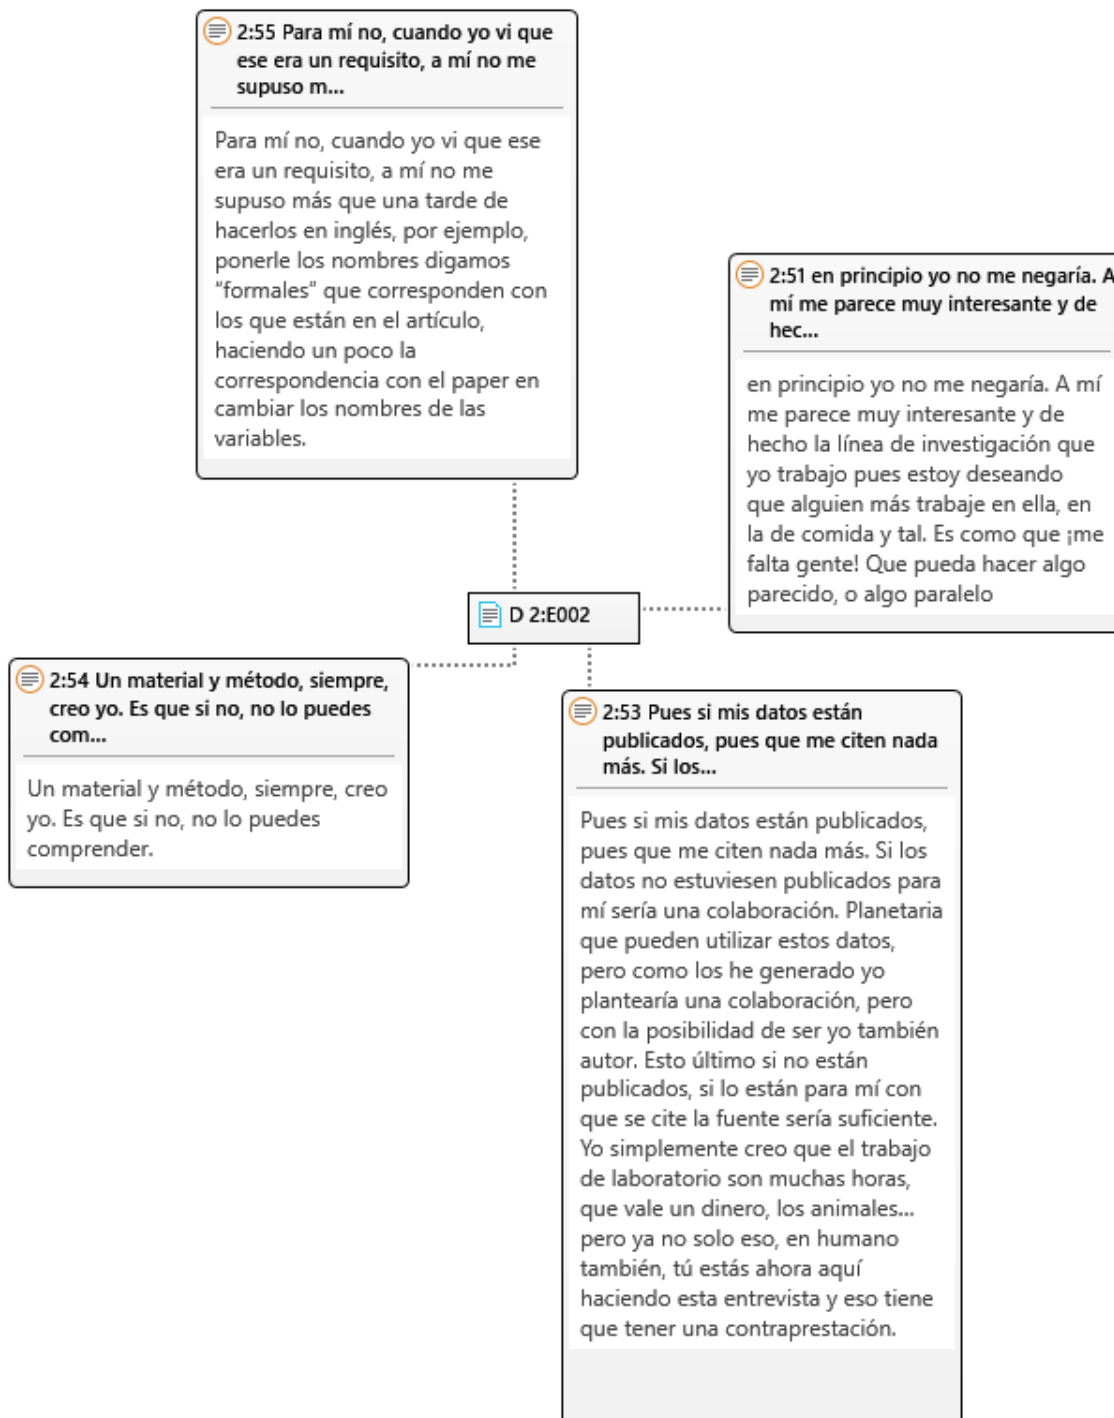 2:55 Para mí no, cuando yo vi que
ese era un requisito, a mí no me
supuso m...
Para mí no, cuando yo vi que ese
era un requisito, a mí no me
supuso más que una tarde de
hacerlos en inglés, por ejemplo,
ponerle los nombres digamos
“formales” que corresponden con
los que están en el artículo,
haciendo un poco la
correspondencia con el paper en
cambiar los nombres de las
variables.
2:51 en principio yo no me negaría. A
mí me parece muy interesante y de
hec...
en principio yo no me negaría. A mí
me parece muy interesante y de
hecho la línea de investigación que
yo trabajo pues estoy deseando
que alguien más trabaje en ella, en
la de comida y tal. Es como que ¡me
falta gente! Que pueda hacer algo
parecido, o algo paralelo
D 2:E002
2:54 Un material y método, siempre,
creo yo. Es que si no, no lo puedes
com...
Un material y método, siempre, creo
yo. Es que si no, no lo puedes
comprender.
2:53 Pues si mis datos están
publicados, pues que me citen nada
más. Si los...
Pues si mis datos están publicados,
pues que me citen nada más. Si los
datos no estuviesen publicados para
mí sería una colaboración. Planetaria
que pueden utilizar estos datos,
pero como los he generado yo
plantearía una colaboración, pero
con la posibilidad de ser yo también
autor. Esto último si no están
publicados, si lo están para mí con
que se cite la fuente sería suficiente.
Yo simplemente creo que el trabajo
de laboratorio son muchas horas,
que vale un dinero, los animales...
pero ya no solo eso, en humano
también, tú estás ahora aquí
haciendo esta entrevista y eso tiene
que tener una contraprestación.